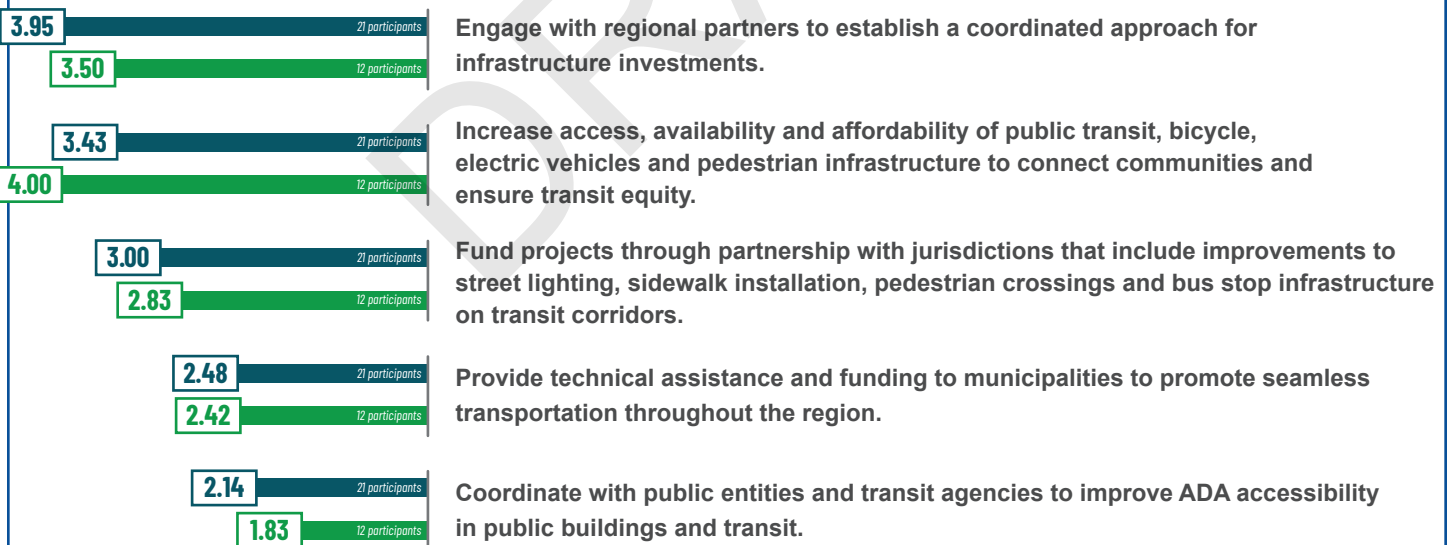 3.95 21 participants
3.50 12 participants
Engage with regional partners to establish a coordinated approach for
infrastructure investments.
3.43 21 participants
4.00 12 participants
Increase access, availability and affordability of public transit, bicycle,
electric vehicles and pedestrian infrastructure to connect communities and
ensure transit equity.
3.00 21 participants
2.83 12 participants
Fund projects through partnership with jurisdictions that include improvements to
street lighting, sidewalk installation, pedestrian crossings and bus stop infrastructure
on transit corridors.
2.48 21 participants
2.42 12 participants
Provide technical assistance and funding to municipalities to promote seamless
transportation throughout the region.
2.14 21 participants
1.83 12 participants
Coordinate with public entities and transit agencies to improve ADA accessibility
in public buildings and transit.